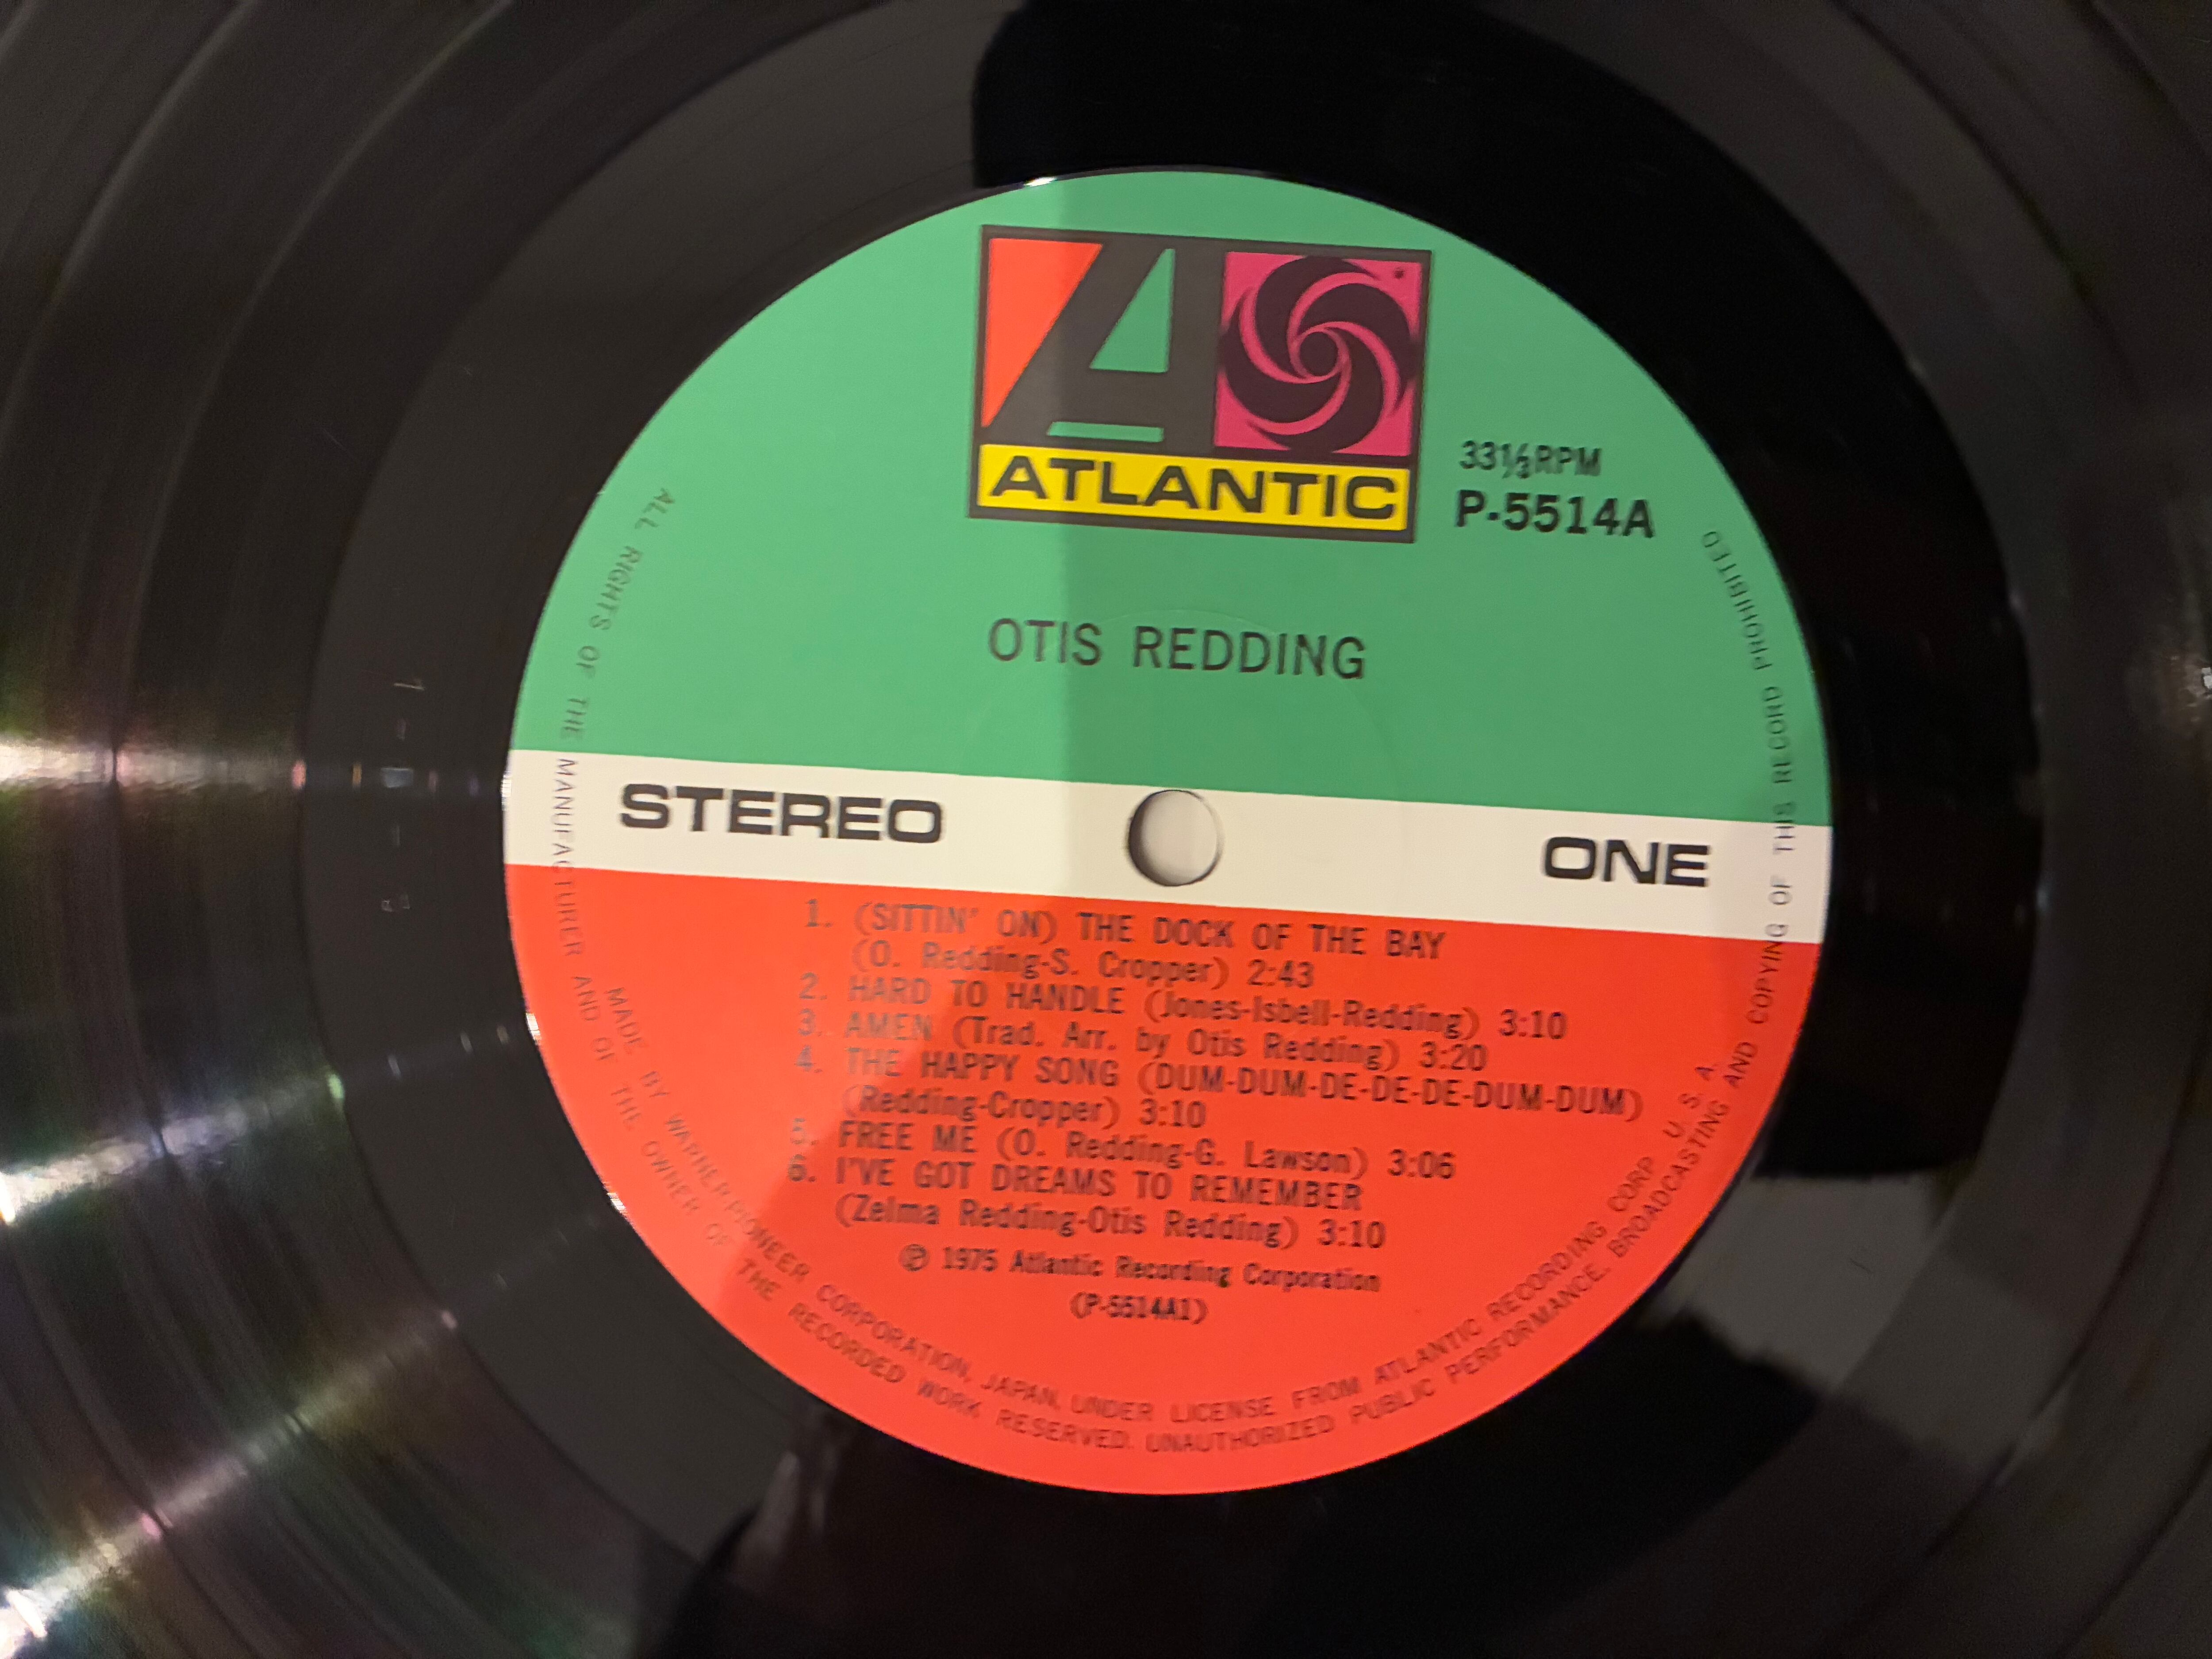 A
ATLANTIC
33⅓RPM
P-5514A
OTIS REDDING
STEREO
ONE
1. (SITTIN' ON) THE DOCK OF THE BAY
(O. Redding-S. Cropper) 2:43
2. HARD TO HANDLE (Jones-Isbell-Redding) 3:10
3. AMEN (Trad. Arr. by Otis Redding) 3:20
4. THE HAPPY SONG (DUM-DUM-DE-DE-DE-DUM-DUM)
(Redding-Cropper) 3:10
5. FREE ME (O. Redding-G. Lawson) 3:06
6. I'VE GOT DREAMS TO REMEMBER
(Zelma Redding-Otis Redding) 3:10
Ⓟ 1975 Atlantic Recording Corporation
(P-5514A1)
MADE BY WARNER-PIONEER CORPORATION, JAPAN, UNDER LICENSE FROM ATLANTIC RECORDING CORP U. S. A.
ALL RIGHTS OF THE MANUFACTURER AND OF THE OWNER OF THE RECORDED WORK RESERVED. UNAUTHORIZED PUBLIC PERFORMANCE. BROADCASTING AND COPYING OF THIS RECORD PROHIBITED